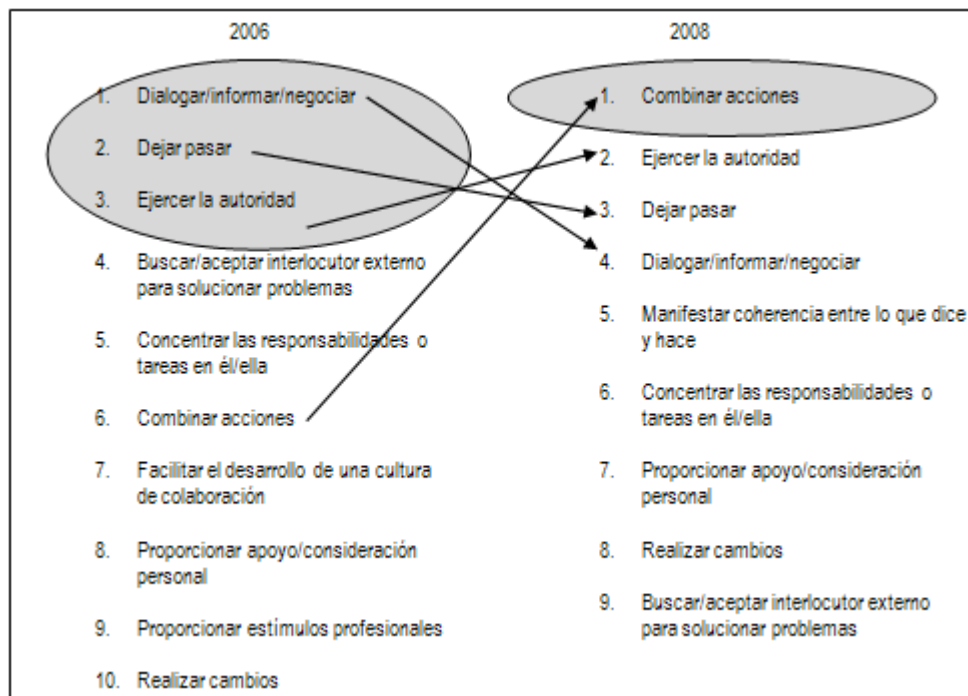 2006
1. Dialogar/informar/negociar
2. Dejar pasar
3. Ejercer la autoridad
4. Buscar/aceptar interlocutor externo
para solucionar problemas
5. Concentrar las responsabilidades o
tareas en él/ella
6. Combinar acciones
7. Facilitar el desarrollo de una cultura
de colaboración
8. Proporcionar apoyo/consideración
personal
9. Proporcionar estímulos profesionales
10. Realizar cambios
2008
1. Combinar acciones
2. Ejercer la autoridad
3. Dejar pasar
4. Dialogar/informar/negociar
5. Manifestar coherencia entre lo que dice
y hace
6. Concentrar las responsabilidades o
tareas en él/ella
7. Proporcionar apoyo/consideración
personal
8. Realizar cambios
9. Buscar/aceptar interlocutor externo
para solucionar problemas